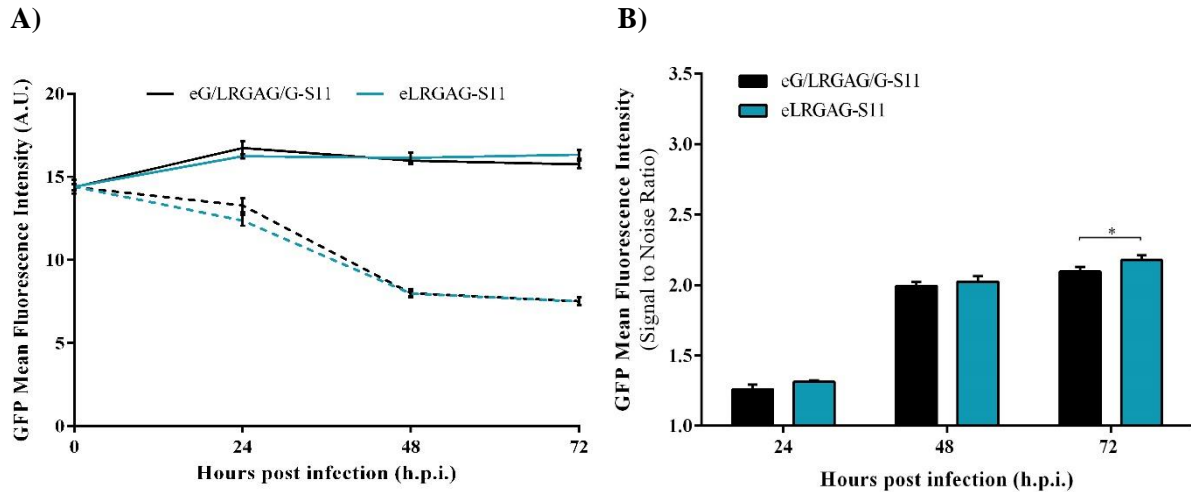 A)
eG/LRGAG/G-S11
eLRGAG-S11
GFP Mean Fluorescence Intensity (A.U.)
20
15
10
5
0
0
24
48
72
Hours post infection (h.p.i.)
B)
eG/LRGAG/G-S11
eLRGAG-S11
GFP Mean Fluorescence Intensity
(Signal to Noise Ratio)
3.5
3.0
2.5
2.0
1.5
1.0
*
24
48
72
Hours post infection (h.p.i.)